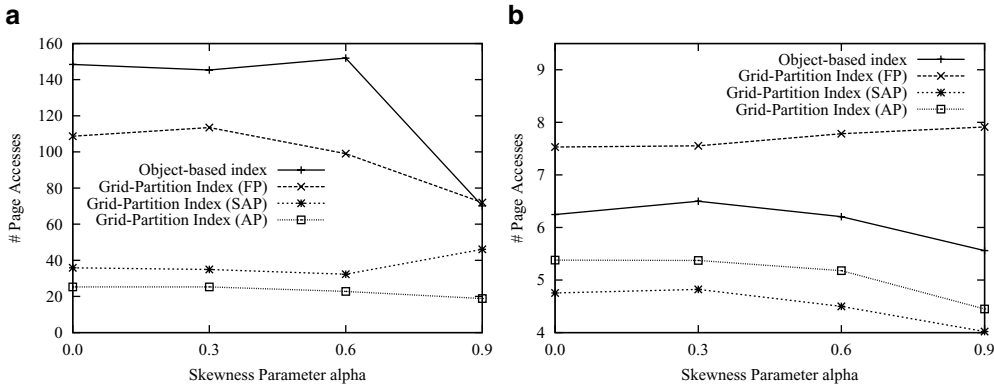 a
160
140
120
100
80
60
40
20
0
# Page Accesses
Object-based index
Grid-Partition Index (FP)
Grid-Partition Index (SAP)
Grid-Partition Index (AP)
0.0 0.3 0.6 0.9
Skewness Parameter alpha
b
9
8
7
6
5
4
# Page Accesses
Object-based index
Grid-Partition Index (FP)
Grid-Partition Index (SAP)
Grid-Partition Index (AP)
0.0 0.3 0.6 0.9
Skewness Parameter alpha